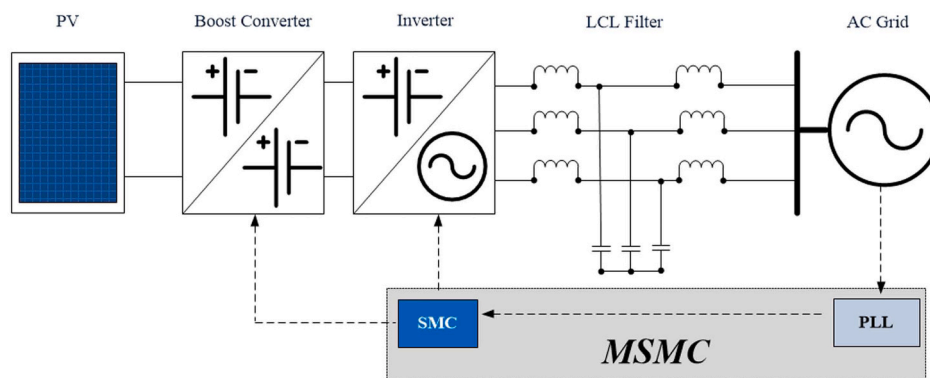 PV
Boost Converter
Inverter
LCL Filter
AC Grid
+ −
+ −
+ −
SMC
PLL
MSMC